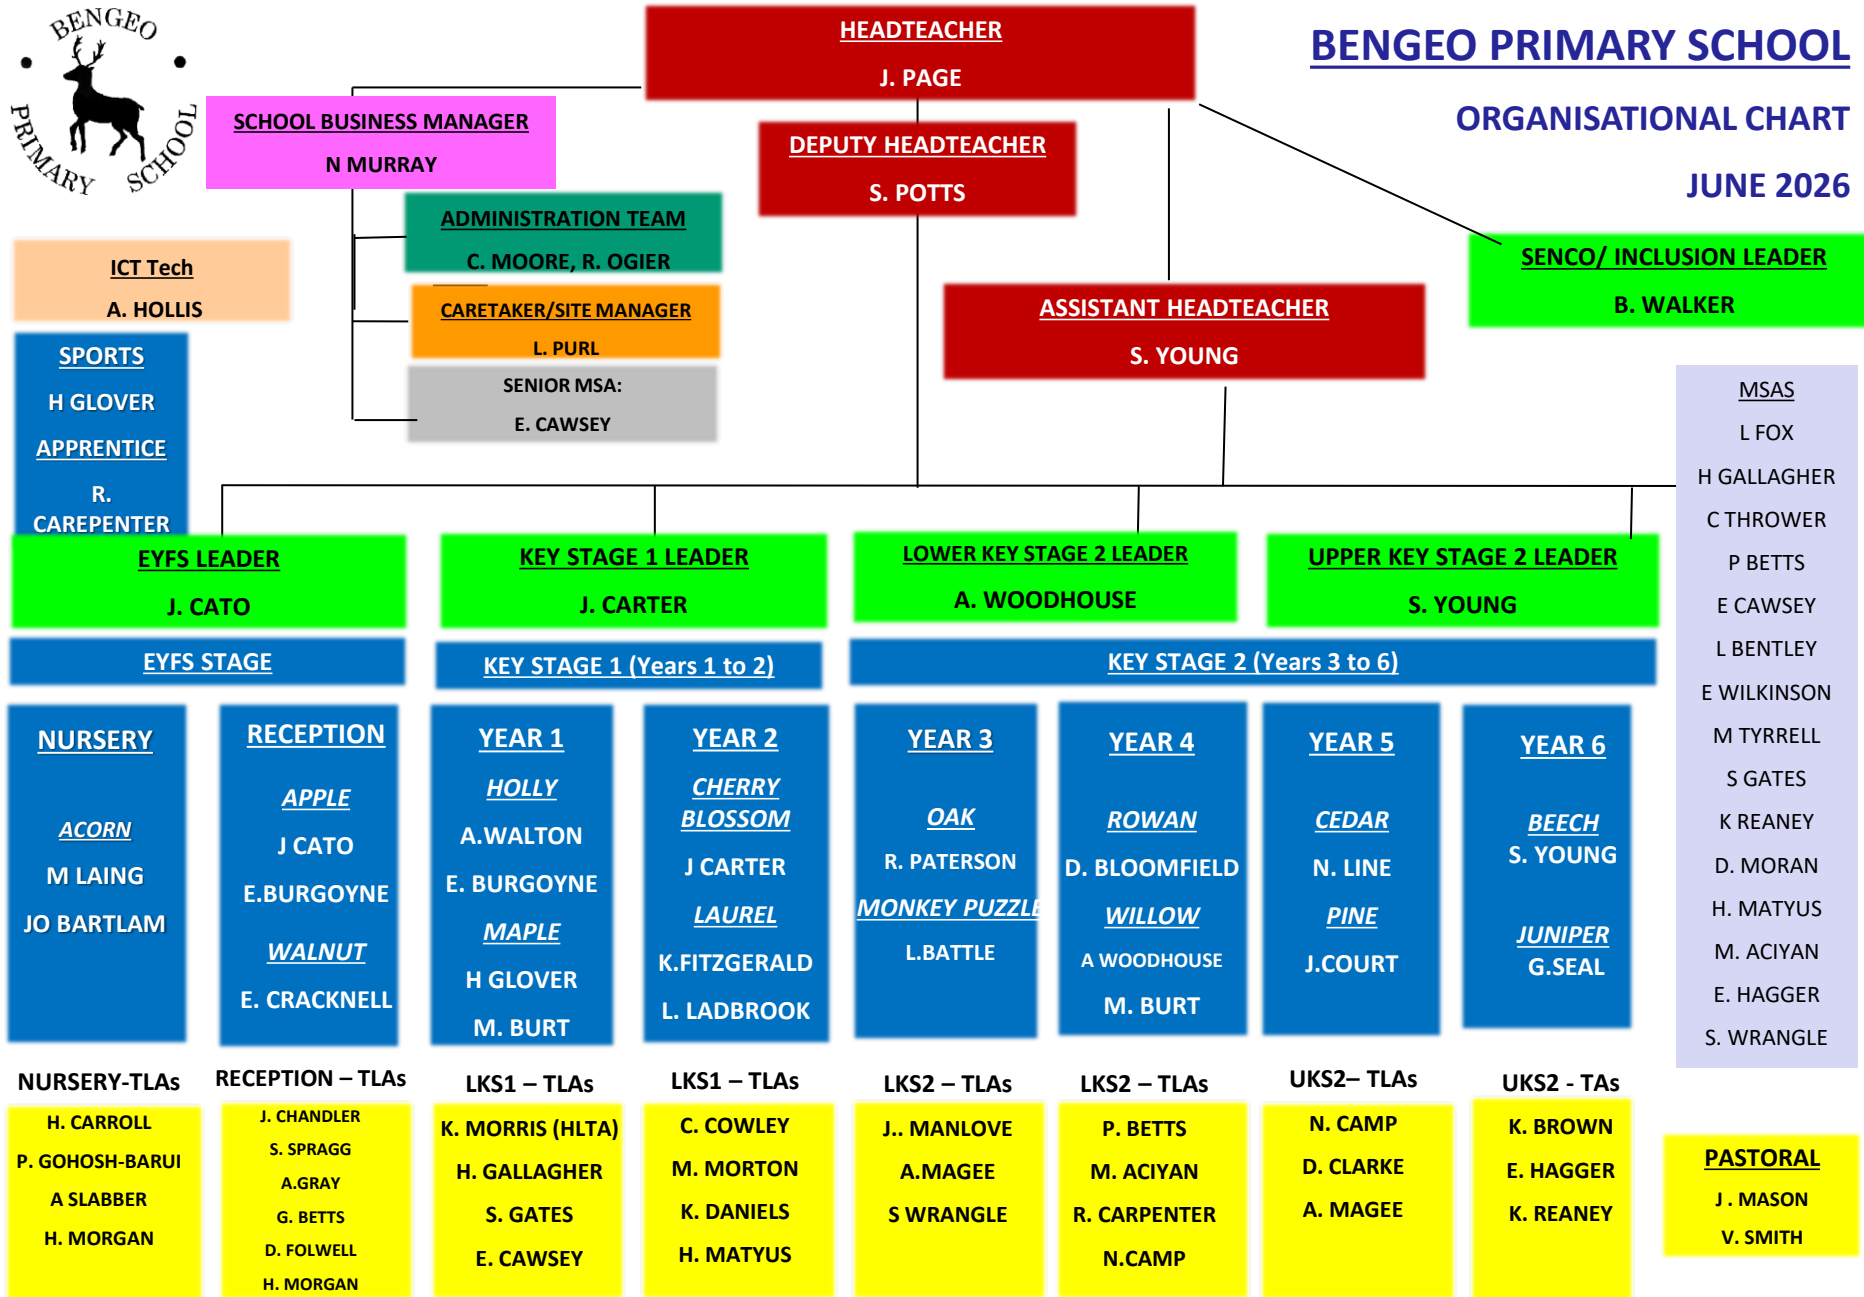 BENGEO
PRIMARY SCHOOL
HEADTEACHER
J. PAGE
BENGEO PRIMARY SCHOOL
ORGANISATIONAL CHART
JUNE 2026
SCHOOL BUSINESS MANAGER
N MURRAY
DEPUTY HEADTEACHER
S. POTTS
ADMINISTRATION TEAM
C. MOORE, R. OGIER
ICT Tech
A. HOLLIS
CARETAKER/SITE MANAGER
L. PURL
SENIOR MSA:
E. CAWSEY
ASSISTANT HEADTEACHER
S. YOUNG
SENCO/ INCLUSION LEADER
B. WALKER
SPORTS
H GLOVER
APPRENTICE
R.
CAREPENTER
MSAS
L FOX
H GALLAGHER
C THROWER
P BETTS
E CAWSEY
L BENTLEY
E WILKINSON
M TYRRELL
S GATES
K REANEY
D. MORAN
H. MATYUS
M. ACIYAN
E. HAGGER
S. WRANGLE
EYFS LEADER
J. CATO
KEY STAGE 1 LEADER
J. CARTER
LOWER KEY STAGE 2 LEADER
A. WOODHOUSE
UPPER KEY STAGE 2 LEADER
S. YOUNG
EYFS STAGE
KEY STAGE 1 (Years 1 to 2)
KEY STAGE 2 (Years 3 to 6)
NURSERY
ACORN
M LAING
JO BARTLAM
RECEPTION
APPLE
J CATO
E.BURGOYNE
WALNUT
E. CRACKNELL
YEAR 1
HOLLY
A.WALTON
E. BURGOYNE
MAPLE
H GLOVER
M. BURT
YEAR 2
CHERRY
BLOSSOM
J CARTER
LAUREL
K.FITZGERALD
L. LADBROOK
YEAR 3
OAK
R. PATERSON
MONKEY PUZZLE
L.BATTLE
YEAR 4
ROWAN
D. BLOOMFIELD
WILLOW
A WOODHOUSE
M. BURT
YEAR 5
CEDAR
N. LINE
PINE
J.COURT
YEAR 6
BEECH
S. YOUNG
JUNIPER
G.SEAL
NURSERY-TLAs
H. CARROLL
P. GOHOSH-BARUI
A SLABBER
H. MORGAN
RECEPTION – TLAs
J. CHANDLER
S. SPRAGG
A.GRAY
G. BETTS
D. FOLWELL
H. MORGAN
LKS1 – TLAs
K. MORRIS (HLTA)
H. GALLAGHER
S. GATES
E. CAWSEY
LKS1 – TLAs
C. COWLEY
M. MORTON
K. DANIELS
H. MATYUS
LKS2 – TLAs
J.. MANLOVE
A.MAGEE
S WRANGLE
LKS2 – TLAs
P. BETTS
M. ACIYAN
R. CARPENTER
N.CAMP
UKS2– TLAs
N. CAMP
D. CLARKE
A. MAGEE
UKS2 - TAs
K. BROWN
E. HAGGER
K. REANEY
PASTORAL
J . MASON
V. SMITH